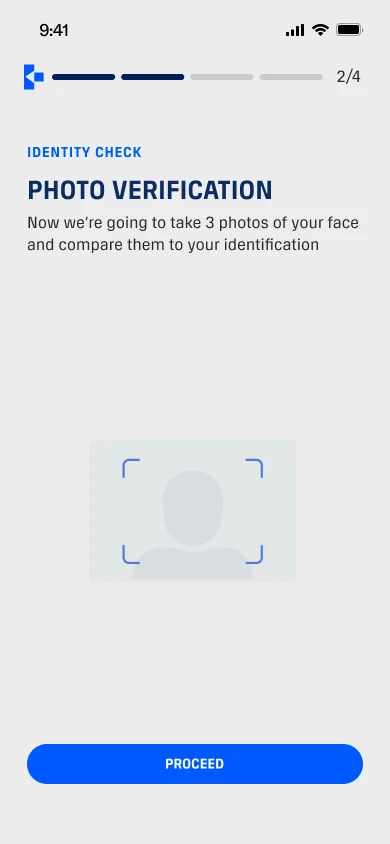 9:41
2/4
IDENTITY CHECK
PHOTO VERIFICATION
Now we’re going to take 3 photos of your face
and compare them to your identification
PROCEED